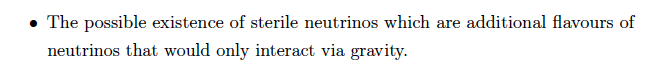 • The possible existence of sterile neutrinos which are additional flavours of
neutrinos that would only interact via gravity.